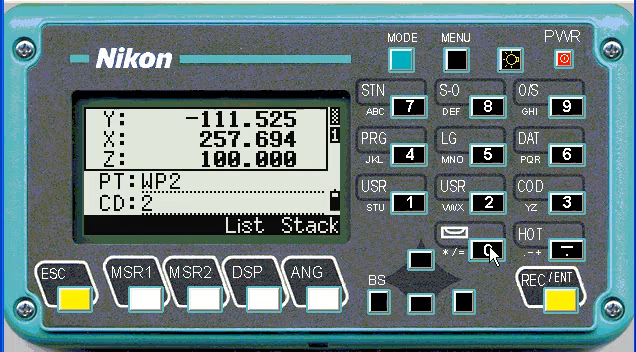 MODE MENU PWR
Nikon
STN ABC 7 S-O DEF 8 O/S GHI 9
Y: -111.525
X: 257.694 1
Z: 100.000
PRG JKL 4 LG MNO 5 DAT PQR 6
PT:WP2
CD:2
USR STU 1 USR VWX 2 COD YZ 3
List Stack
*/= 0 HOT .-+ -.
ESC MSR1 MSR2 DSP ANG BS REC/ENT